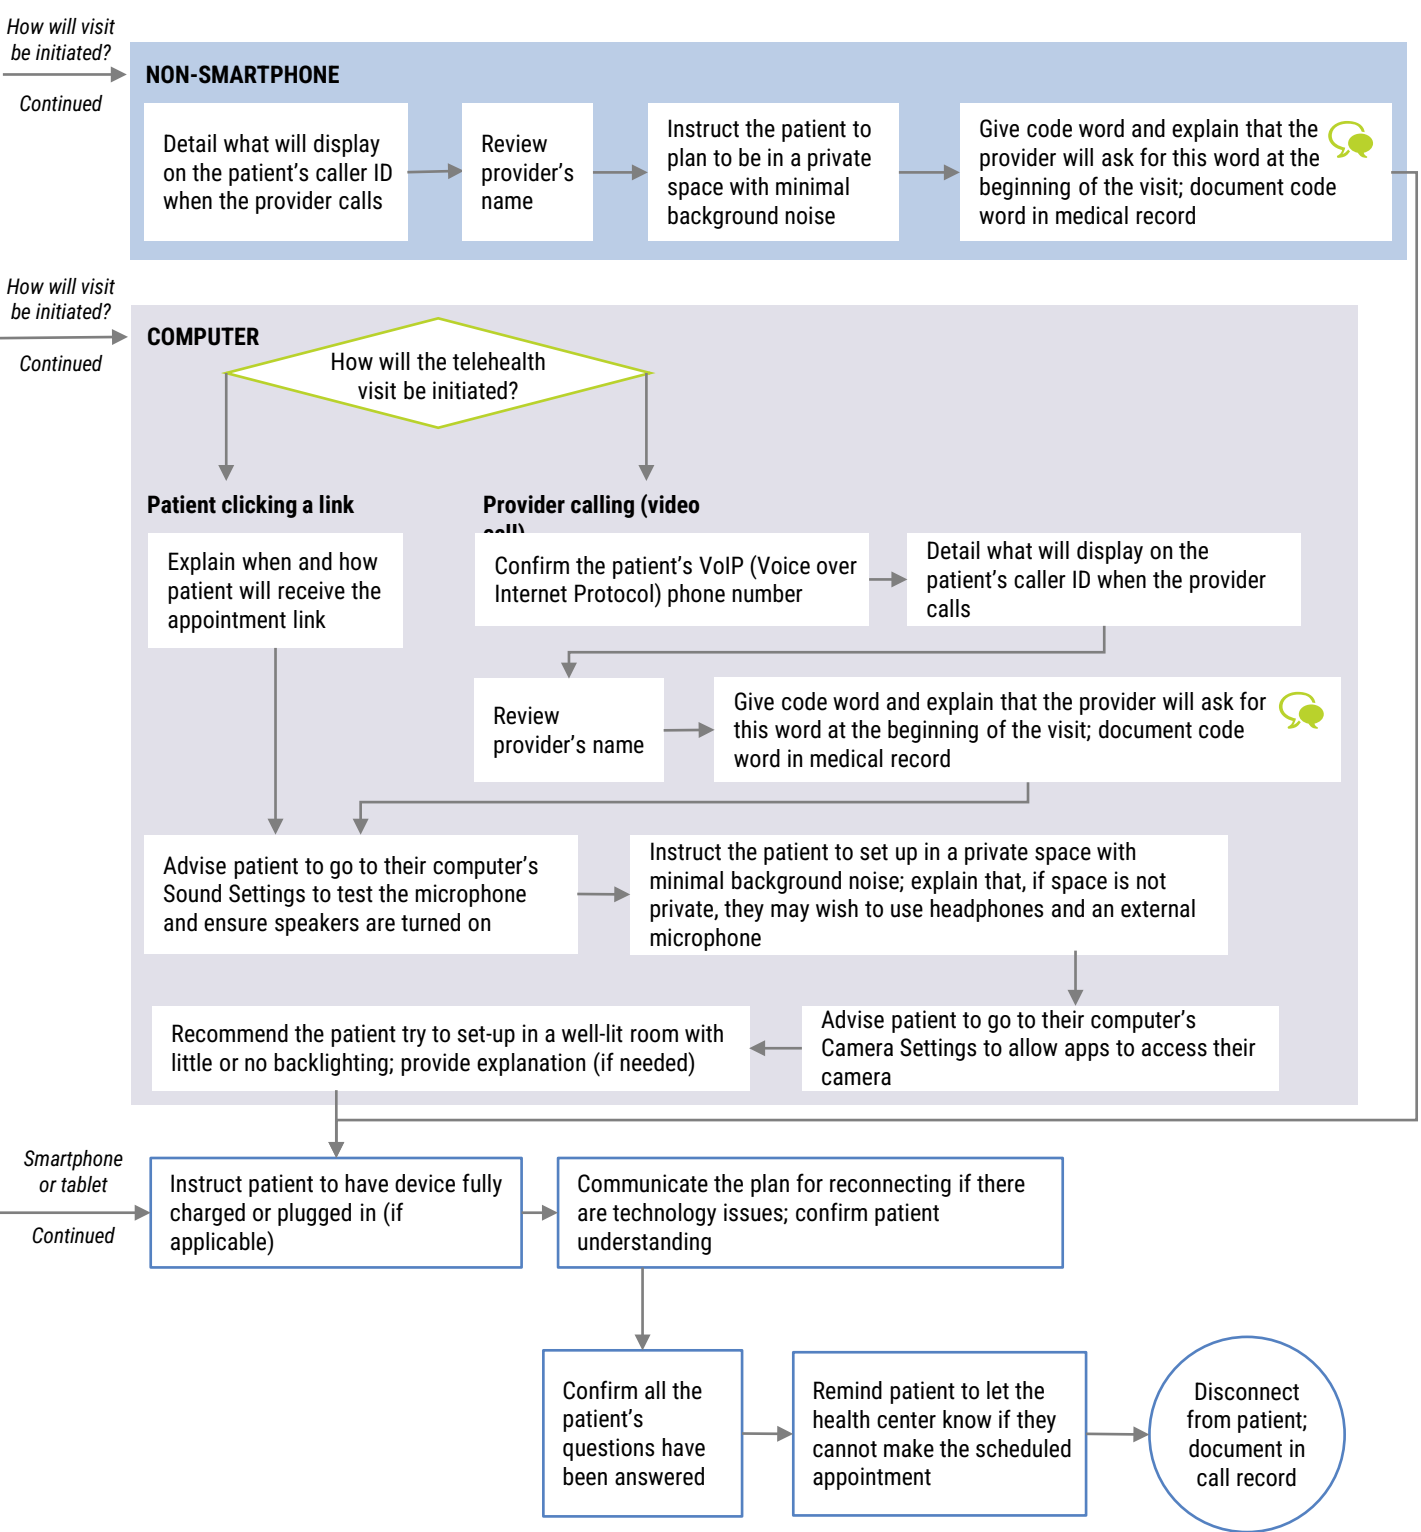 How will visit
be initiated?
Continued
NON-SMARTPHONE
Detail what will display
on the patient’s caller ID
when the provider calls
Review
provider’s
name
Instruct the patient to
plan to be in a private
space with minimal
background noise
Give code word and explain that the
provider will ask for this word at the
beginning of the visit; document code
word in medical record
How will visit
be initiated?
Continued
COMPUTER
How will the telehealth
visit be initiated?
Patient clicking a link
Explain when and how
patient will receive the
appointment link
Provider calling (video
call)
Confirm the patient’s VoIP (Voice over
Internet Protocol) phone number
Detail what will display on the
patient’s caller ID when the provider
calls
Review
provider’s name
Give code word and explain that the provider will ask for
this word at the beginning of the visit; document code
word in medical record
Advise patient to go to their computer’s
Sound Settings to test the microphone
and ensure speakers are turned on
Instruct the patient to set up in a private space with
minimal background noise; explain that, if space is not
private, they may wish to use headphones and an external
microphone
Advise patient to go to their computer’s
Camera Settings to allow apps to access their
camera
Recommend the patient try to set-up in a well-lit room with
little or no backlighting; provide explanation (if needed)
Smartphone
or tablet
Continued
Instruct patient to have device fully
charged or plugged in (if
applicable)
Communicate the plan for reconnecting if there
are technology issues; confirm patient
understanding
Confirm all the
patient’s
questions have
been answered
Remind patient to let the
health center know if they
cannot make the scheduled
appointment
Disconnect
from patient;
document in
call record